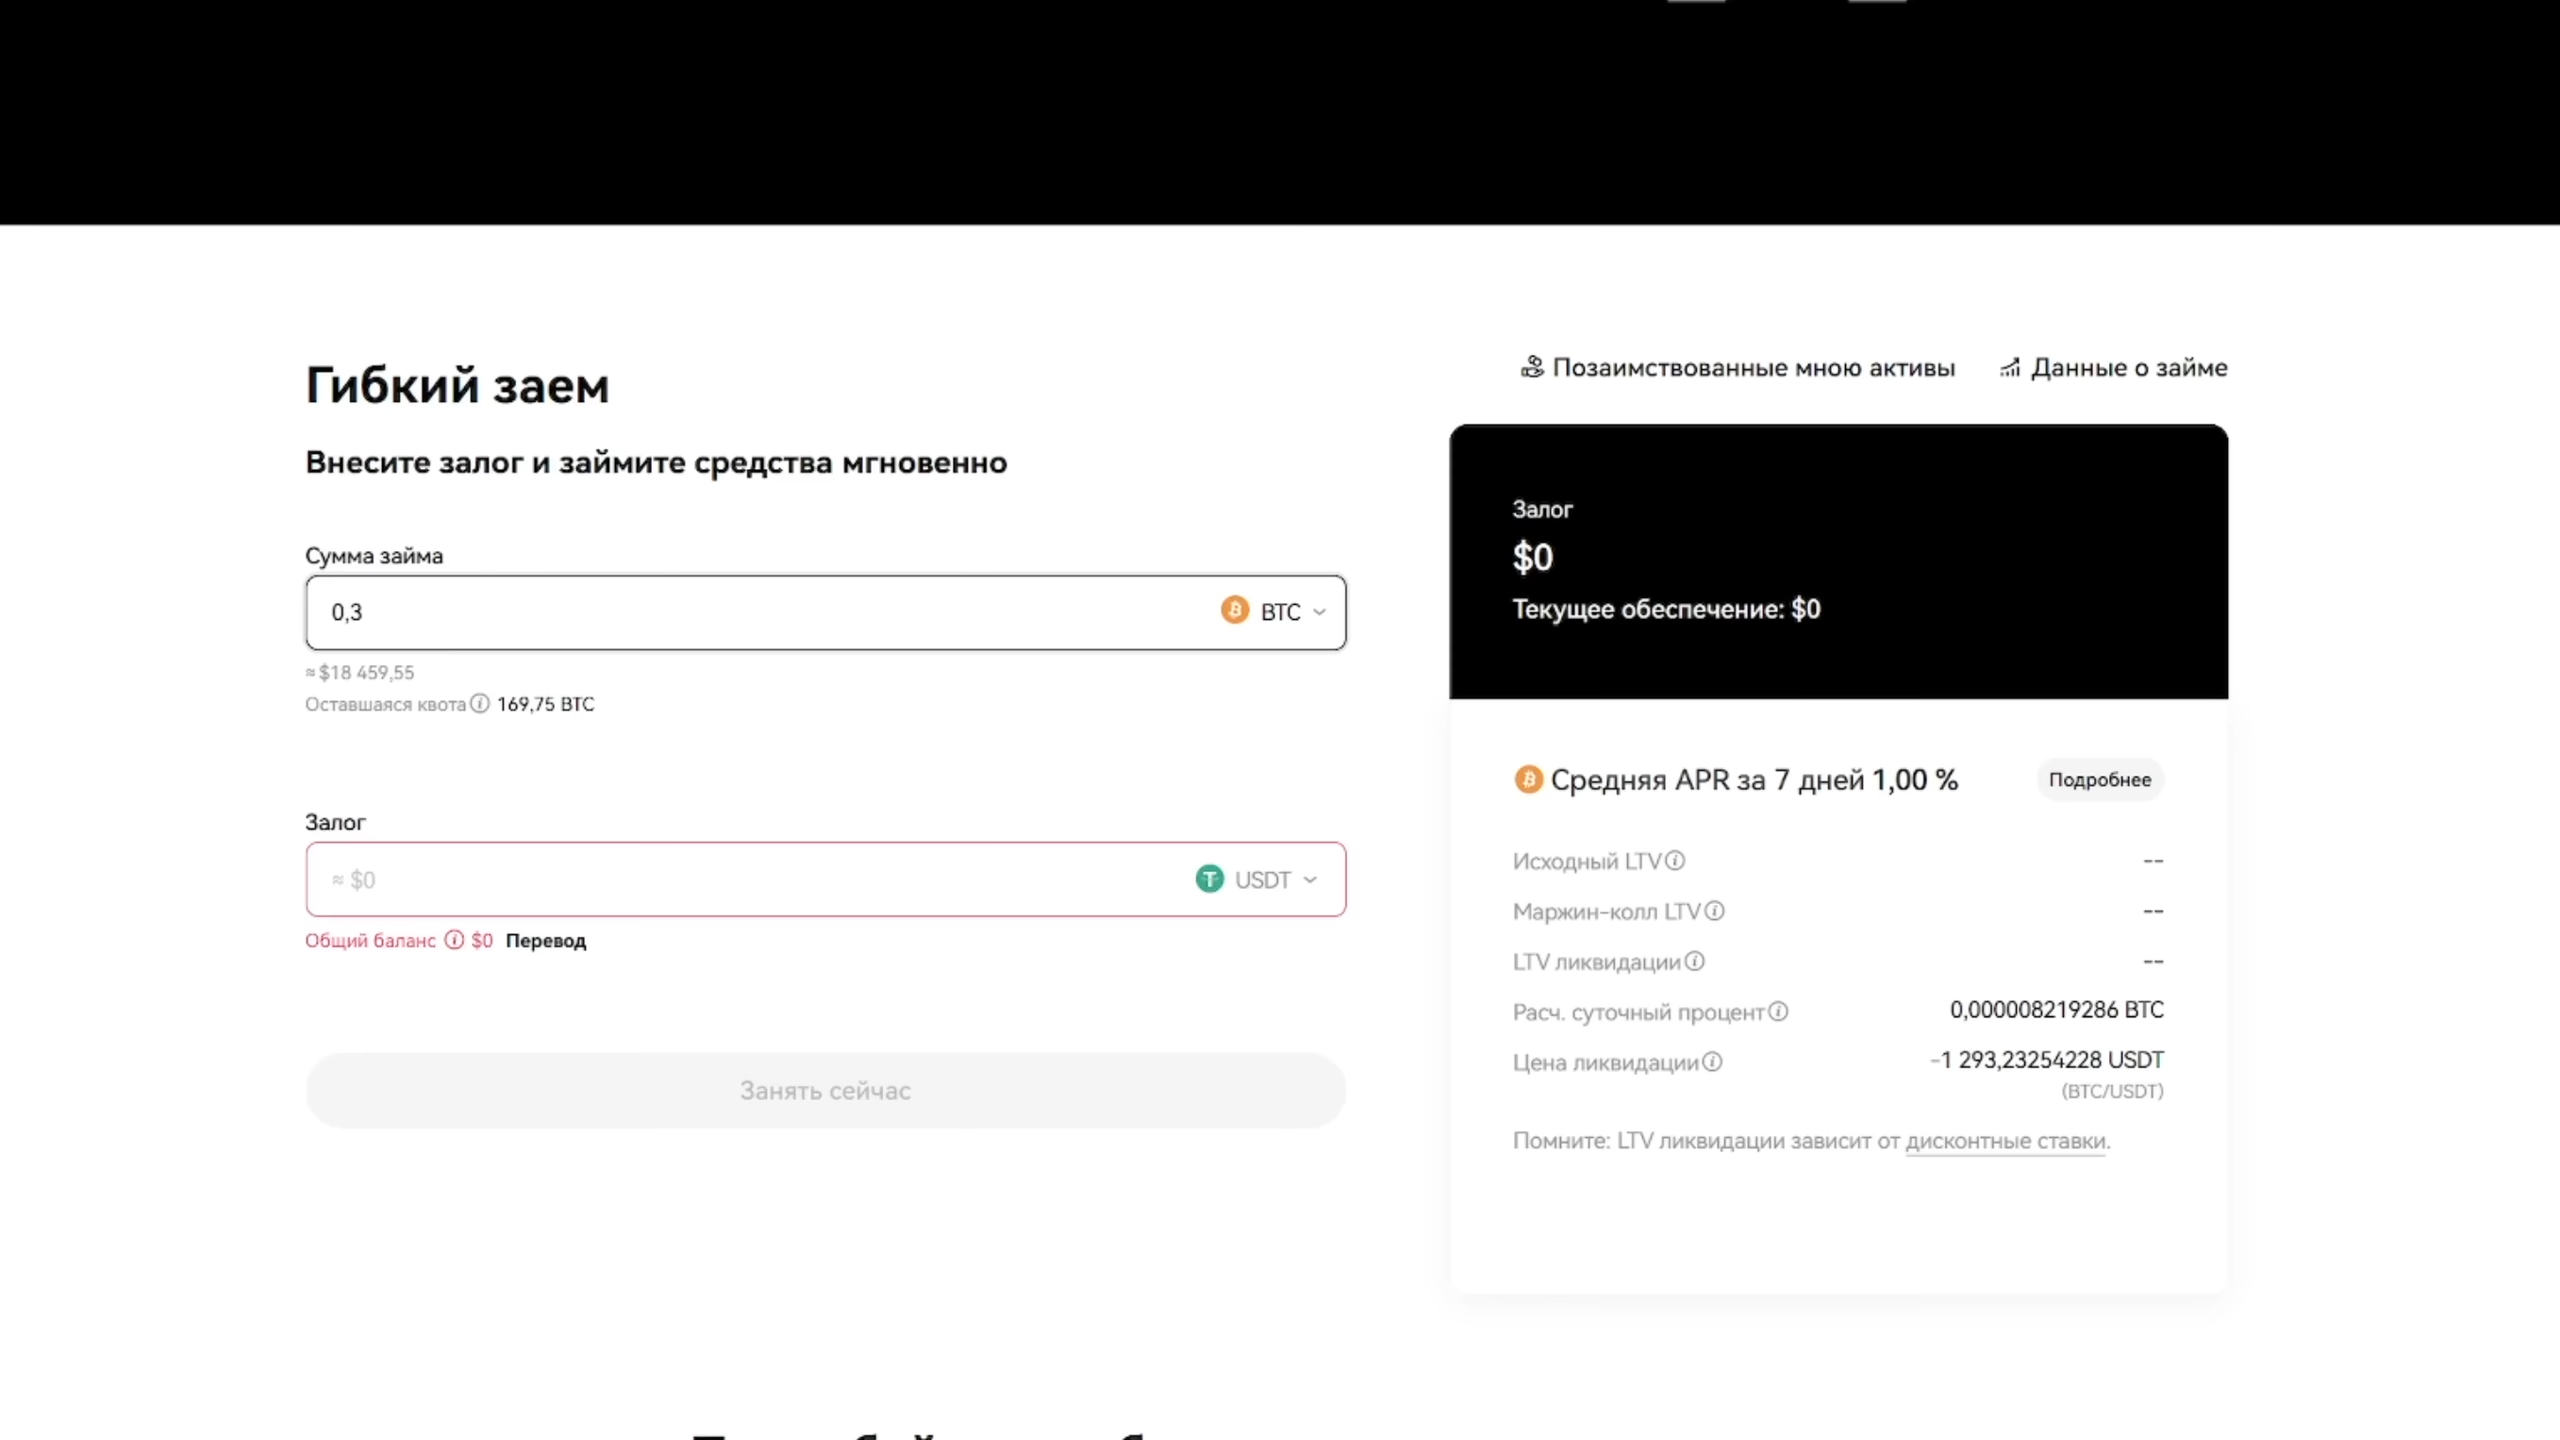 Гибкий заем
Внесите залог и займите средства мгновенно
Сумма займа
0,3 BTC
≈ $18 459,55
Оставшаяся квота 169,75 BTC
Залог
≈ $0 USDT
Общий баланс $0 Перевод
Занять сейчас
Позаимствованные мною активы Данные о займе
Залог
$0
Текущее обеспечение: $0
Средняя APR за 7 дней 1,00 % Подробнее
Исходный LTV --
Маржин-колл LTV --
LTV ликвидации --
Расч. суточный процент 0,000008219286 BTC
Цена ликвидации -1 293,23254228 USDT
(BTC/USDT)
Помните: LTV ликвидации зависит от дисконтные ставки.